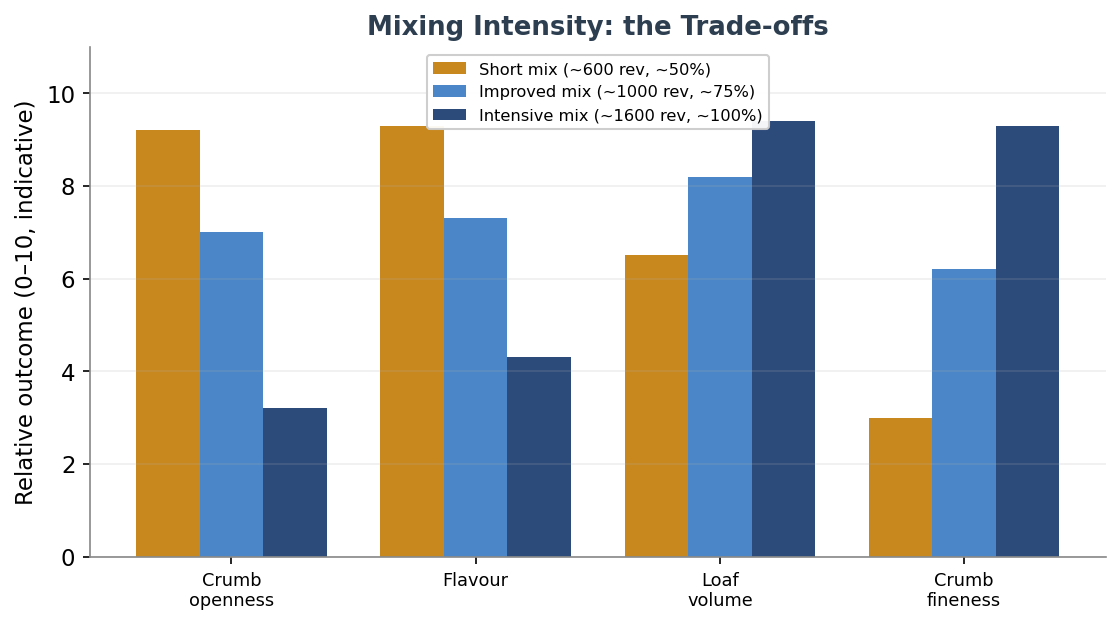 Mixing Intensity: the Trade-offs
Short mix (~600 rev, ~50%)
Improved mix (~1000 rev, ~75%)
Intensive mix (~1600 rev, ~100%)
Relative outcome (0–10, indicative)
10
8
6
4
2
0
Crumb
openness
Flavour
Loaf
volume
Crumb
fineness